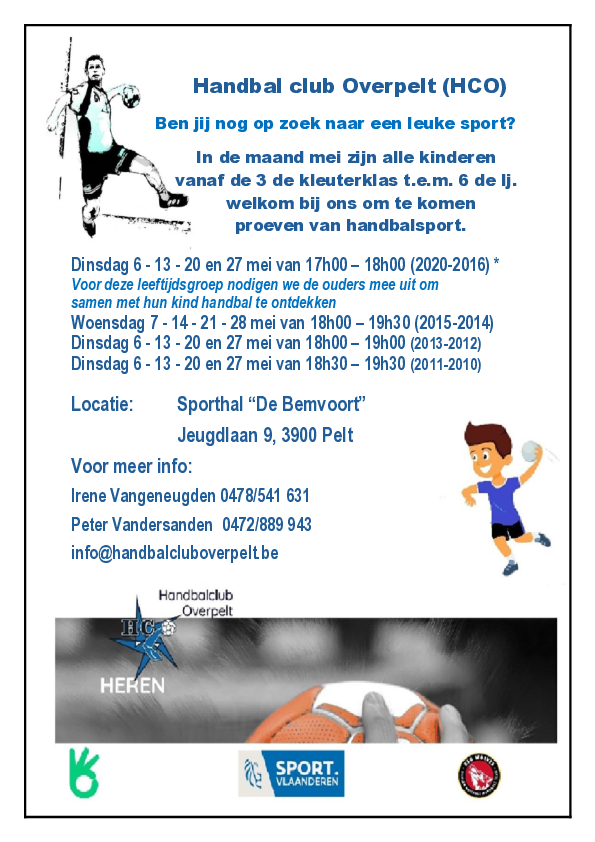 Handbal club Overpelt (HCO)
Ben jij nog op zoek naar een leuke sport?
In de maand mei zijn alle kinderen
vanaf de 3 de kleuterklas t.e.m. 6 de lj.
welkom bij ons om te komen
proeven van handbalsport.
Dinsdag 6 - 13 - 20 en 27 mei van 17h00 – 18h00 (2020-2016) *
Voor deze leeftijdsgroep nodigen we de ouders mee uit om
samen met hun kind handbal te ontdekken
Woensdag 7 - 14 - 21 - 28 mei van 18h00 – 19h30 (2015-2014)
Dinsdag 6 - 13 - 20 en 27 mei van 18h00 – 19h00 (2013-2012)
Dinsdag 6 - 13 - 20 en 27 mei van 18h30 – 19h30 (2011-2010)
Locatie: Sporthal “De Bemvoort”
Jeugdlaan 9, 3900 Pelt
Voor meer info:
Irene Vangeneugden 0478/541 631
Peter Vandersanden 0472/889 943
info@handbalcluboverpelt.be
Handbalclub
Overpelt
HC
HEREN
SPORT.
VLAANDEREN
RED WOLVES